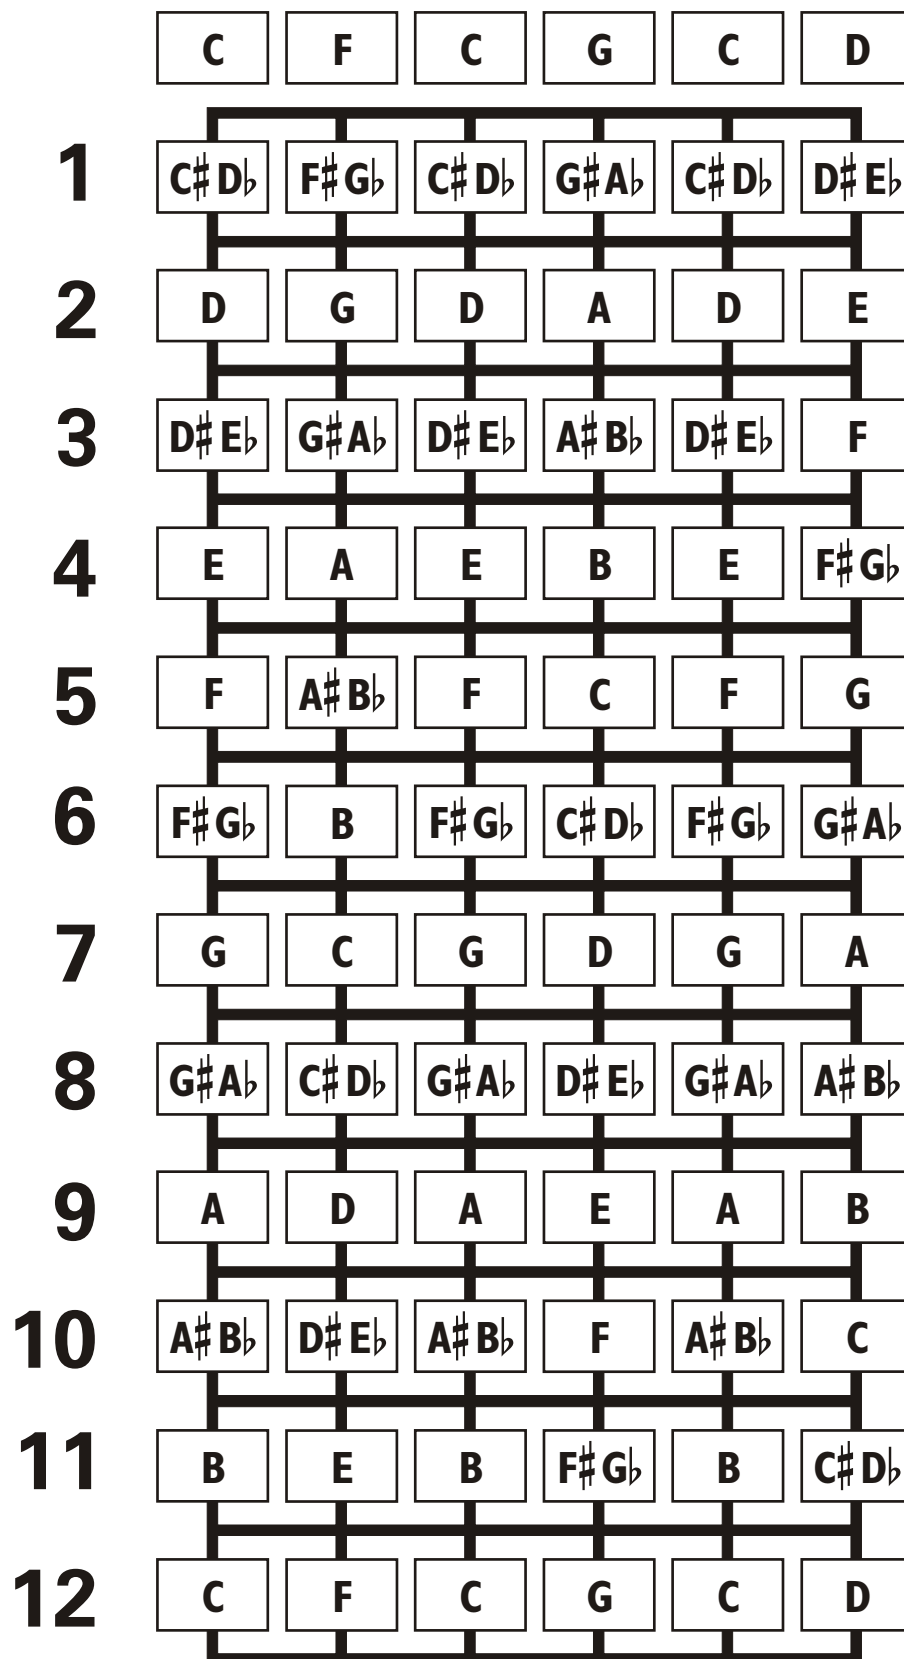 C F C G C D
1 C♯D♭ F♯G♭ C♯D♭ G♯A♭ C♯D♭ D♯E♭
2 D G D A D E
3 D♯E♭ G♯A♭ D♯E♭ A♯B♭ D♯E♭ F
4 E A E B E F♯G♭
5 F A♯B♭ F C F G
6 F♯G♭ B F♯G♭ C♯D♭ F♯G♭ G♯A♭
7 G C G D G A
8 G♯A♭ C♯D♭ G♯A♭ D♯E♭ G♯A♭ A♯B♭
9 A D A E A B
10 A♯B♭ D♯E♭ A♯B♭ F A♯B♭ C
11 B E B F♯G♭ B C♯D♭
12 C F C G C D